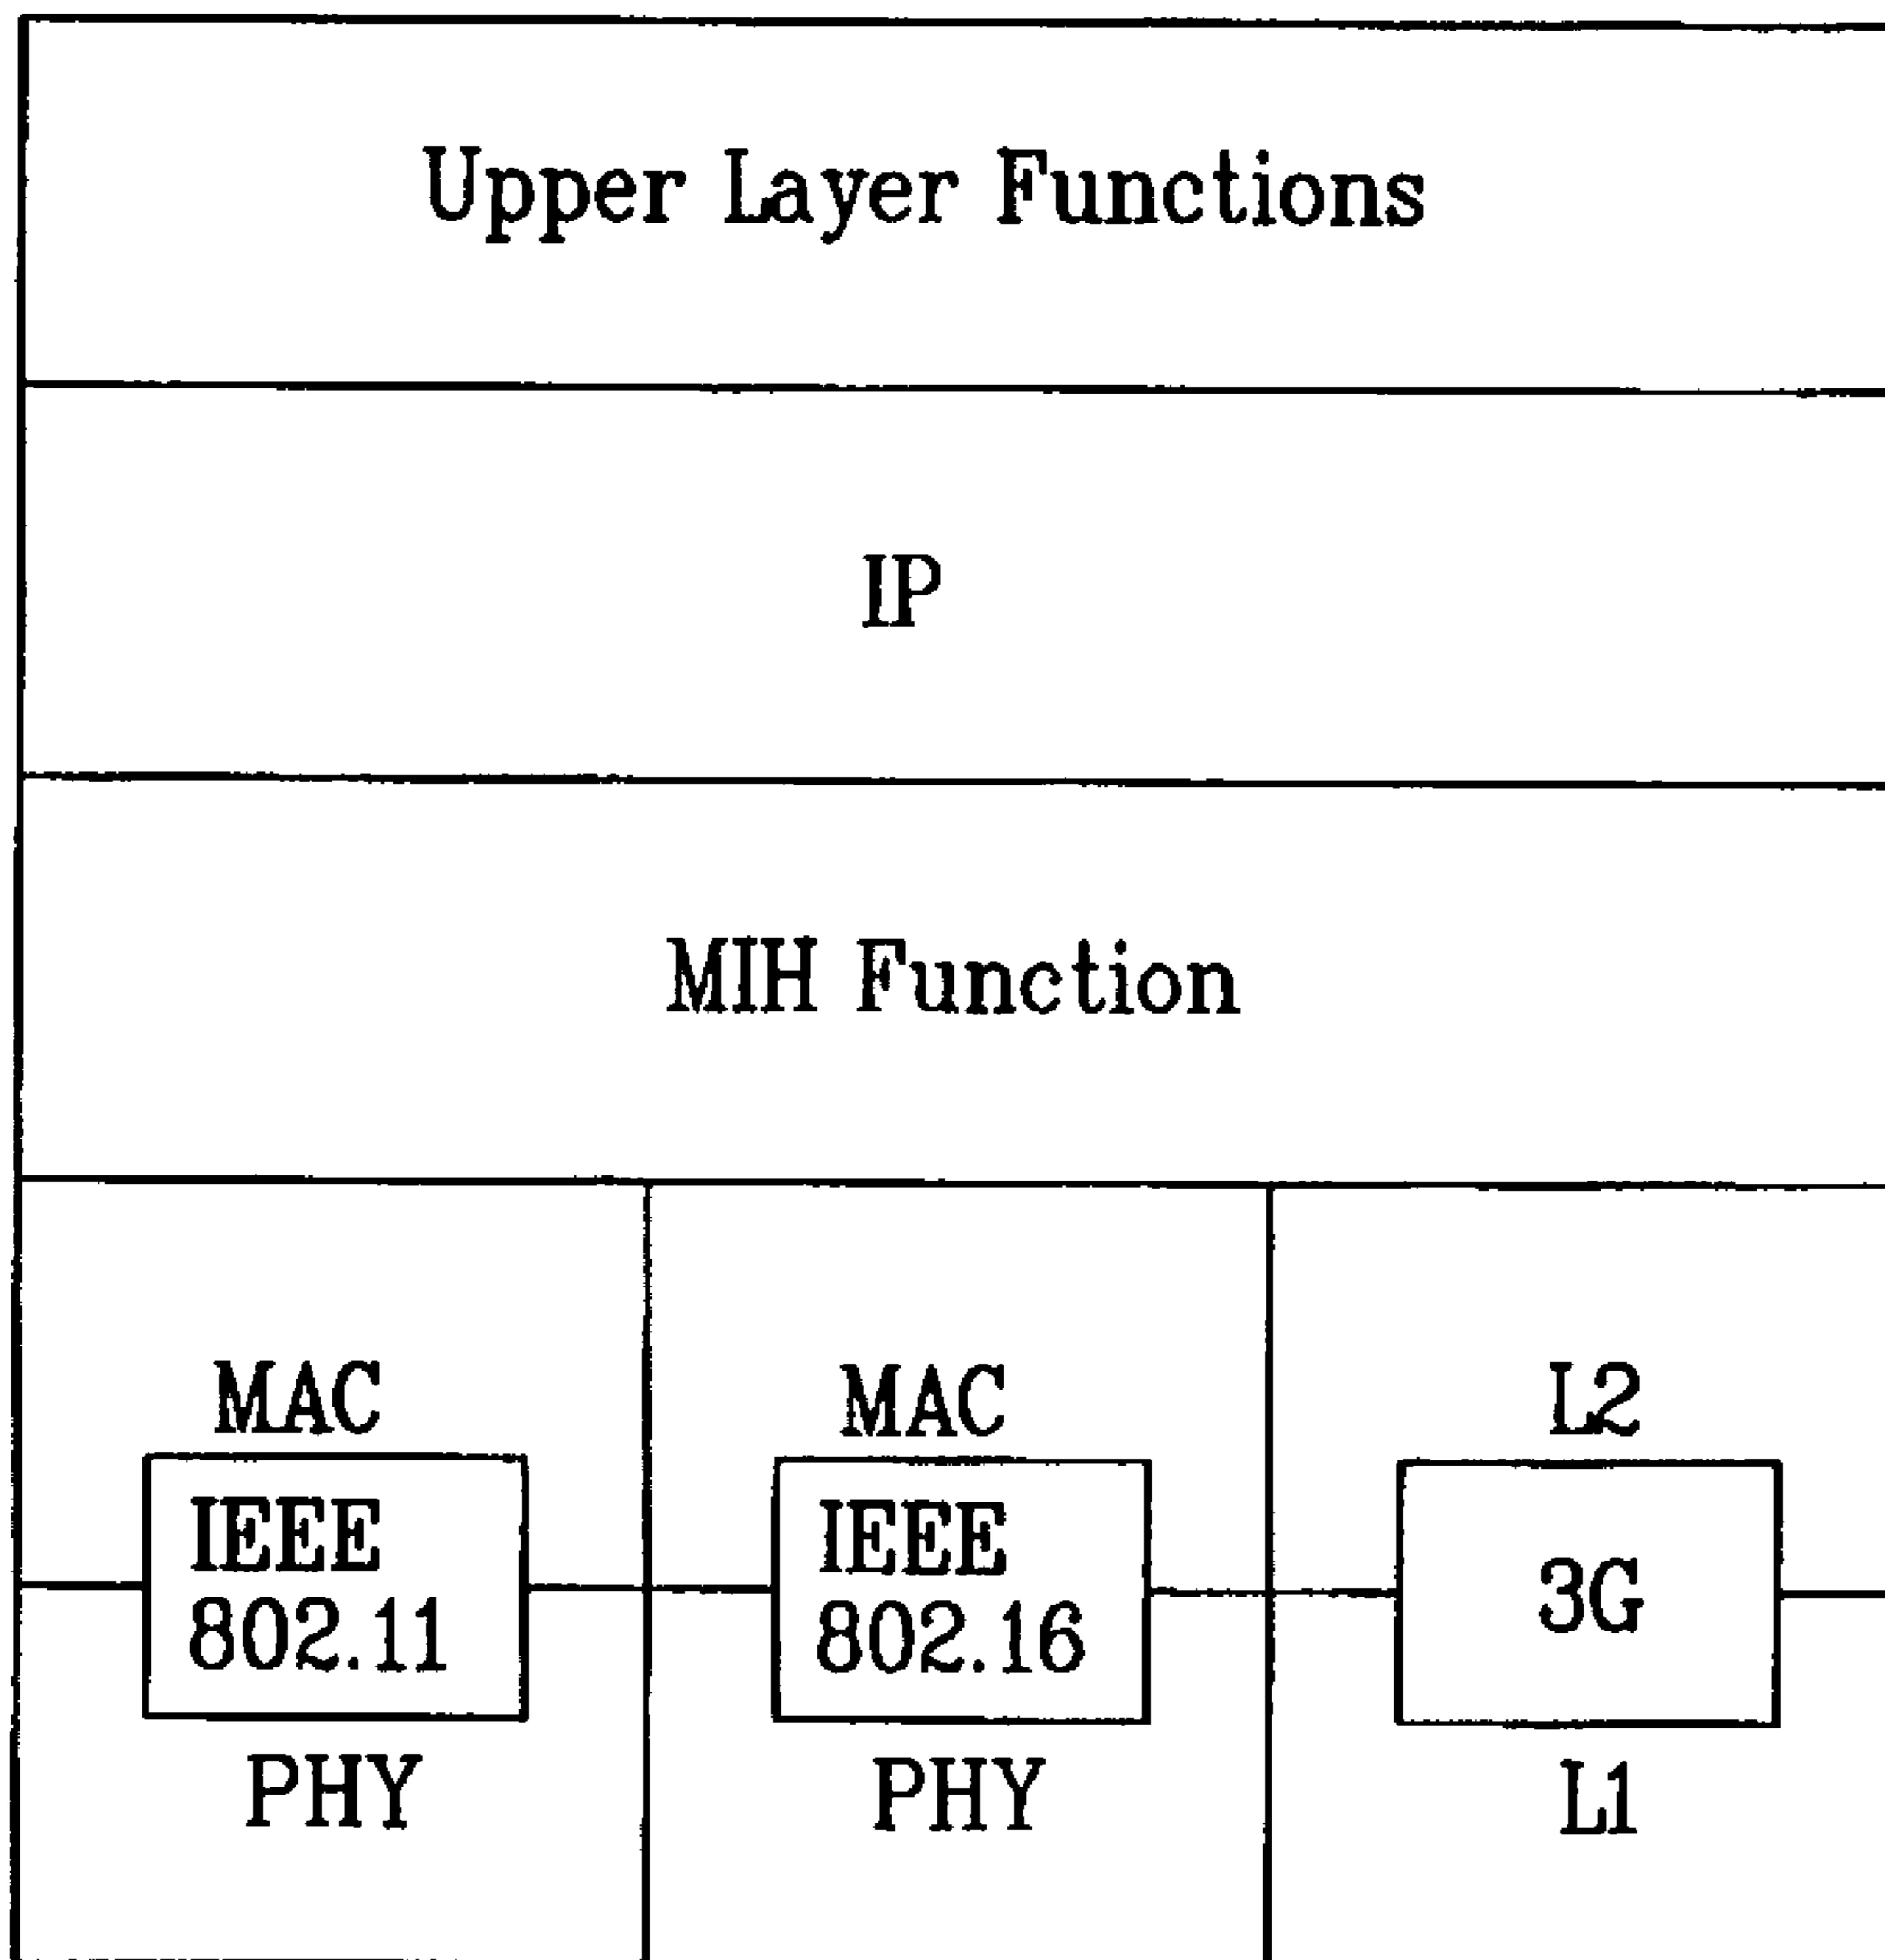 Upper Layer Functions
IP
MIH Function
MAC
IEEE
802.11
PHY
MAC
IEEE
802.16
PHY
L2
3G
L1